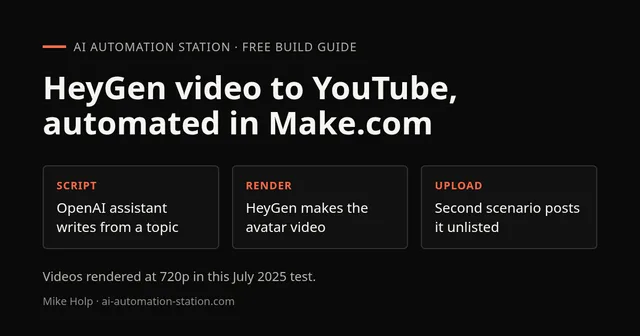 AI AUTOMATION STATION · FREE BUILD GUIDE
HeyGen video to YouTube,
automated in Make.com
SCRIPT
OpenAI assistant
writes from a topic
RENDER
HeyGen makes the
avatar video
UPLOAD
Second scenario posts
it unlisted
Videos rendered at 720p in this July 2025 test.
Mike Holp · ai-automation-station.com